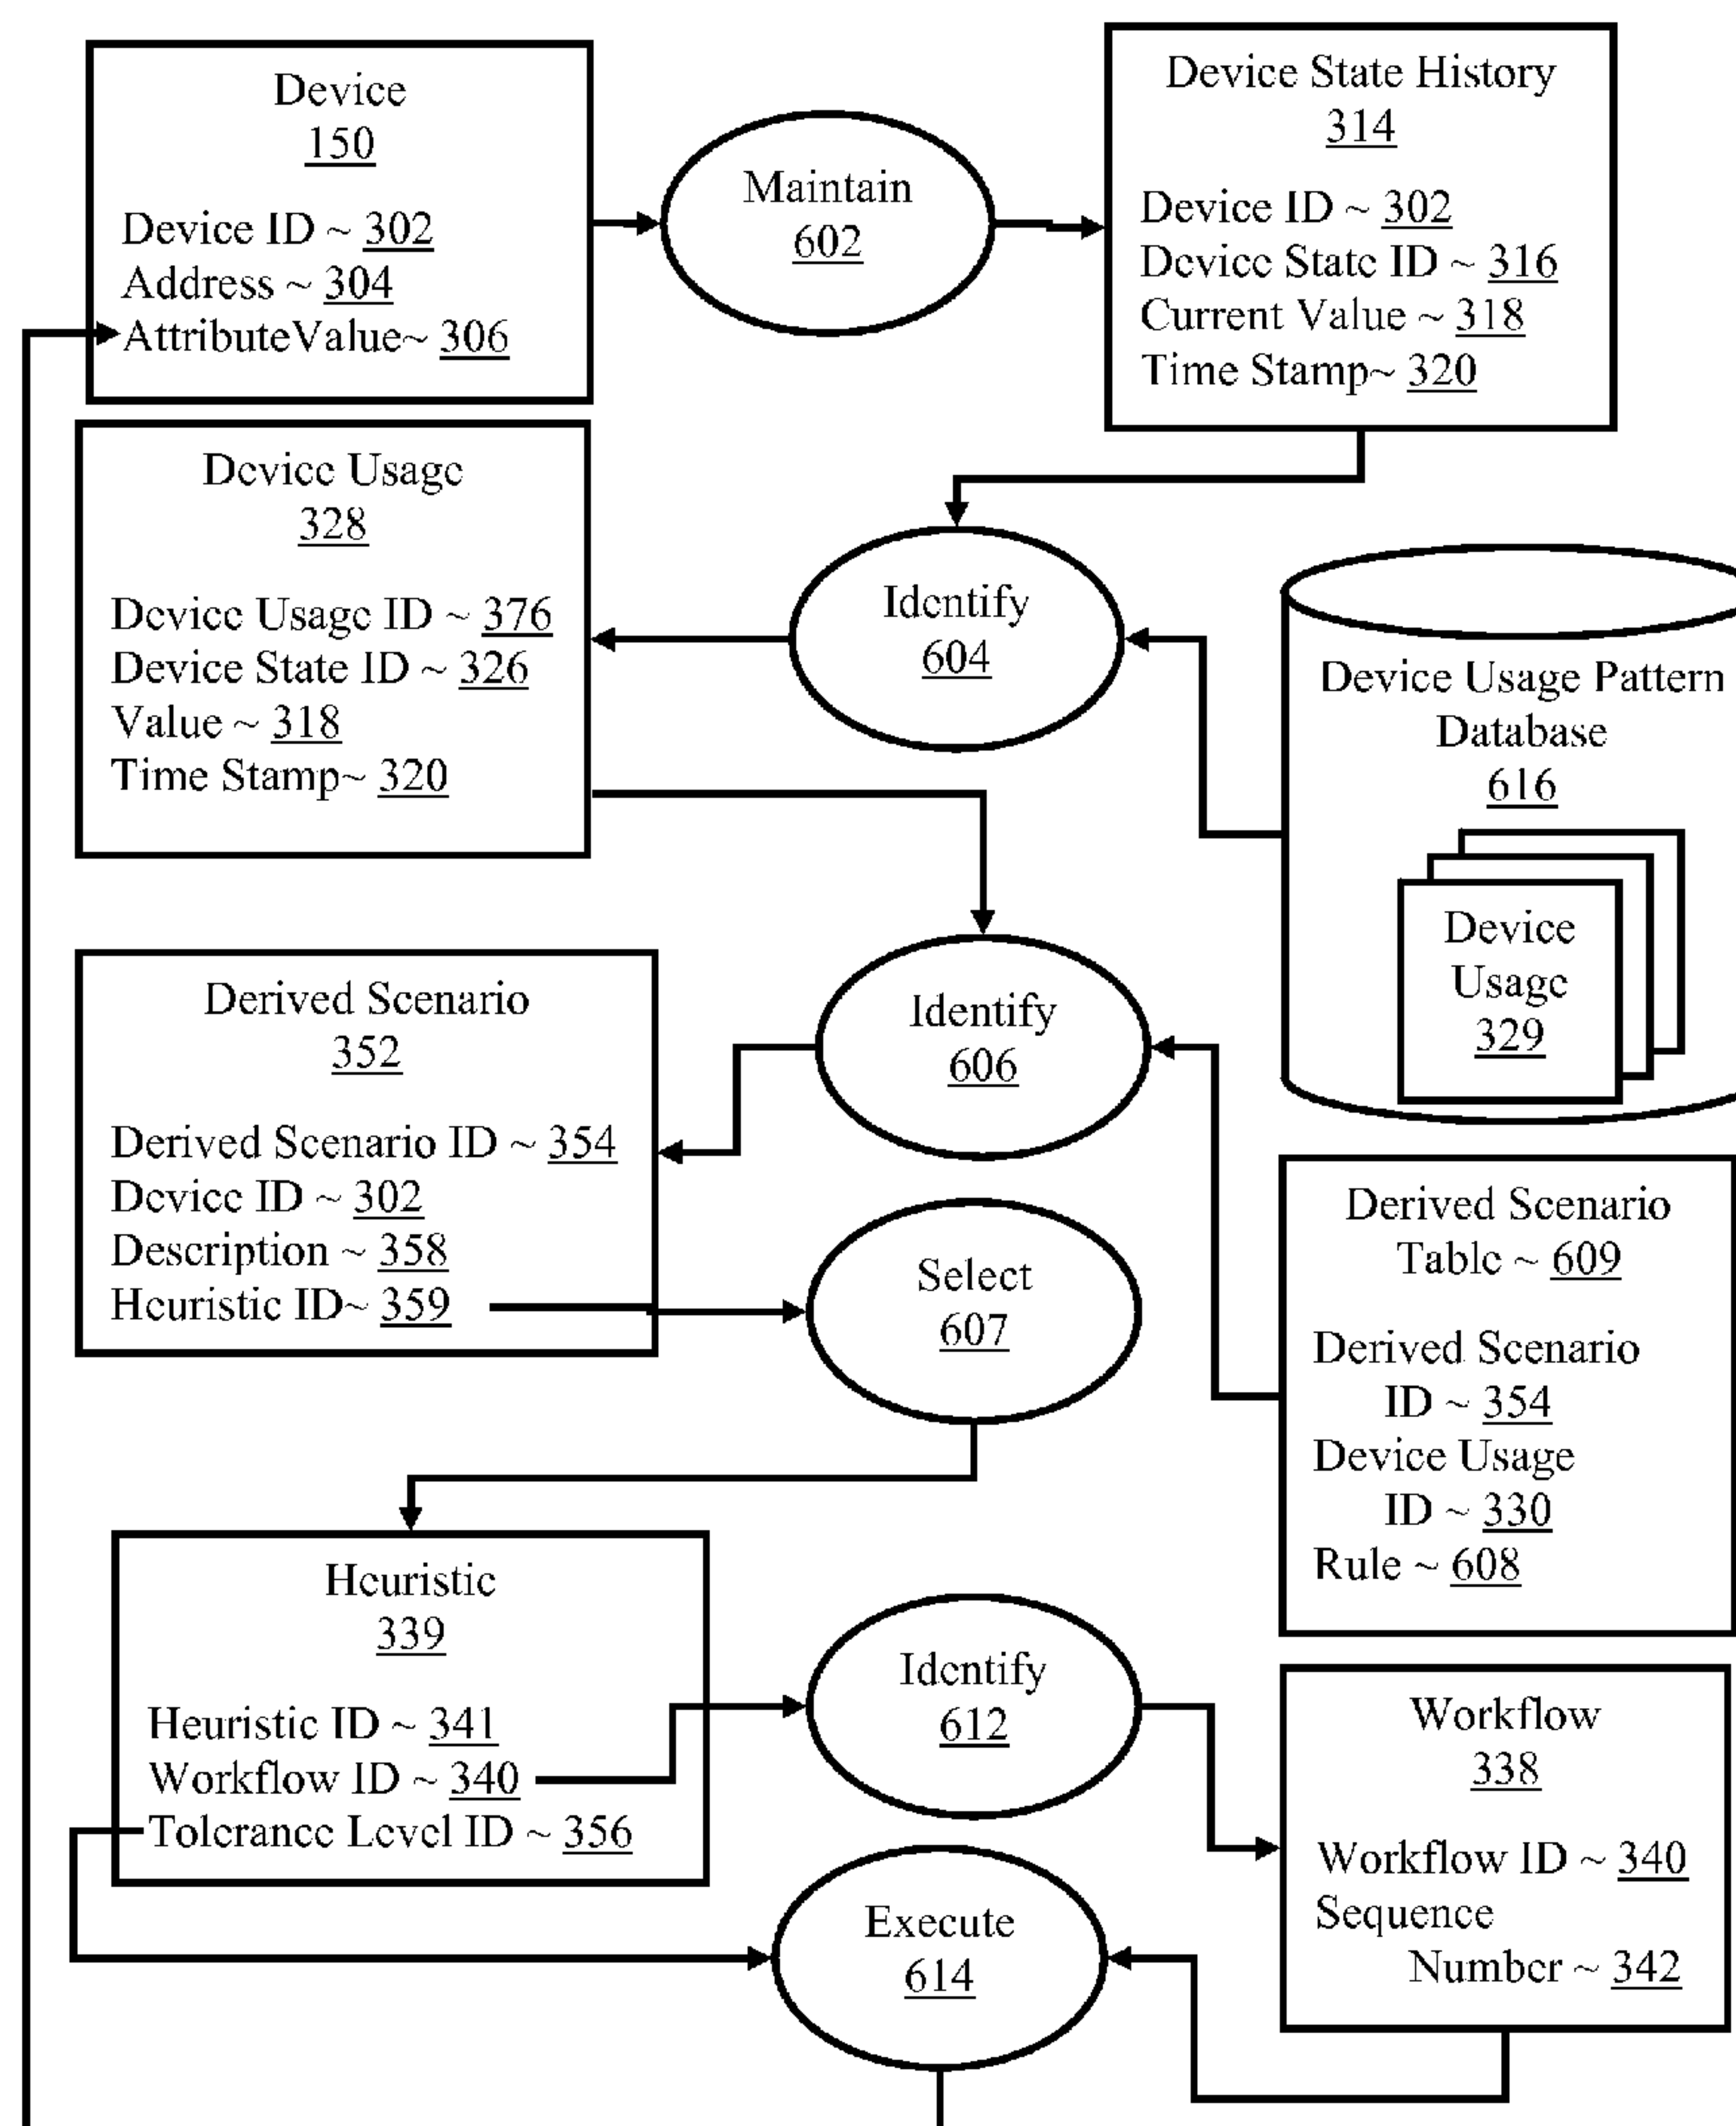 Device
150
Device ID ~ 302
Address ~ 304
AttributeValue~ 306
Maintain
602
Device State History
314
Device ID ~ 302
Device State ID ~ 316
Current Value ~ 318
Time Stamp~ 320
Device Usage
328
Device Usage ID ~ 376
Device State ID ~ 326
Value ~ 318
Time Stamp~ 320
Identify
604
Device Usage Pattern
Database
616
Device
Usage
329
Derived Scenario
352
Derived Scenario ID ~ 354
Device ID ~ 302
Description ~ 358
Heuristic ID~ 359
Identify
606
Select
607
Derived Scenario
Table ~ 609
Derived Scenario
ID ~ 354
Device Usage
ID ~ 330
Rule ~ 608
Heuristic
339
Heuristic ID ~ 341
Workflow ID ~ 340
Tolerance Level ID ~ 356
Identify
612
Workflow
338
Workflow ID ~ 340
Sequence
Number ~ 342
Execute
614